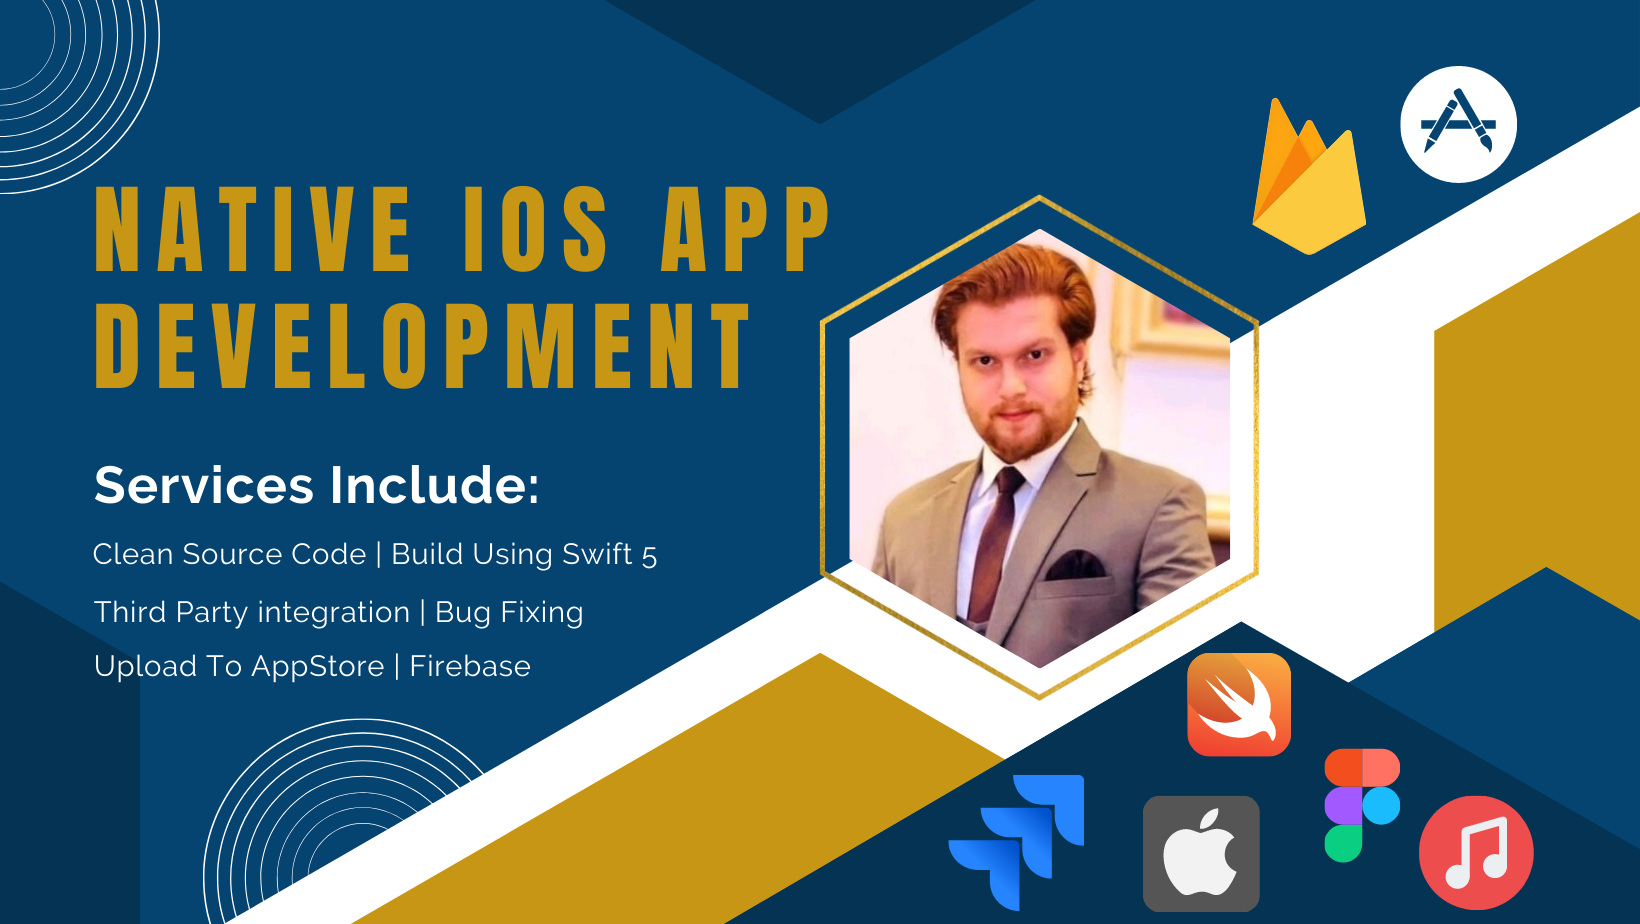 NATIVE IOS APP
DEVELOPMENT
Services Include:
Clean Source Code | Build Using Swift 5
Third Party integration | Bug Fixing
Upload To AppStore | Firebase